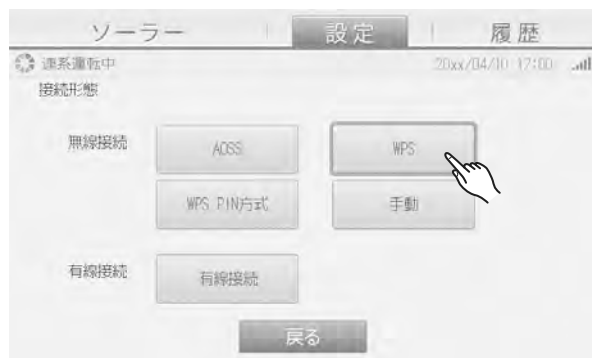 ソーラー 設定 履歴
連系運転中 20xx/04/10 17:00
接続形態
無線接続 AOSS WPS
WPS PIN方式 手動
有線接続 有線接続
戻る